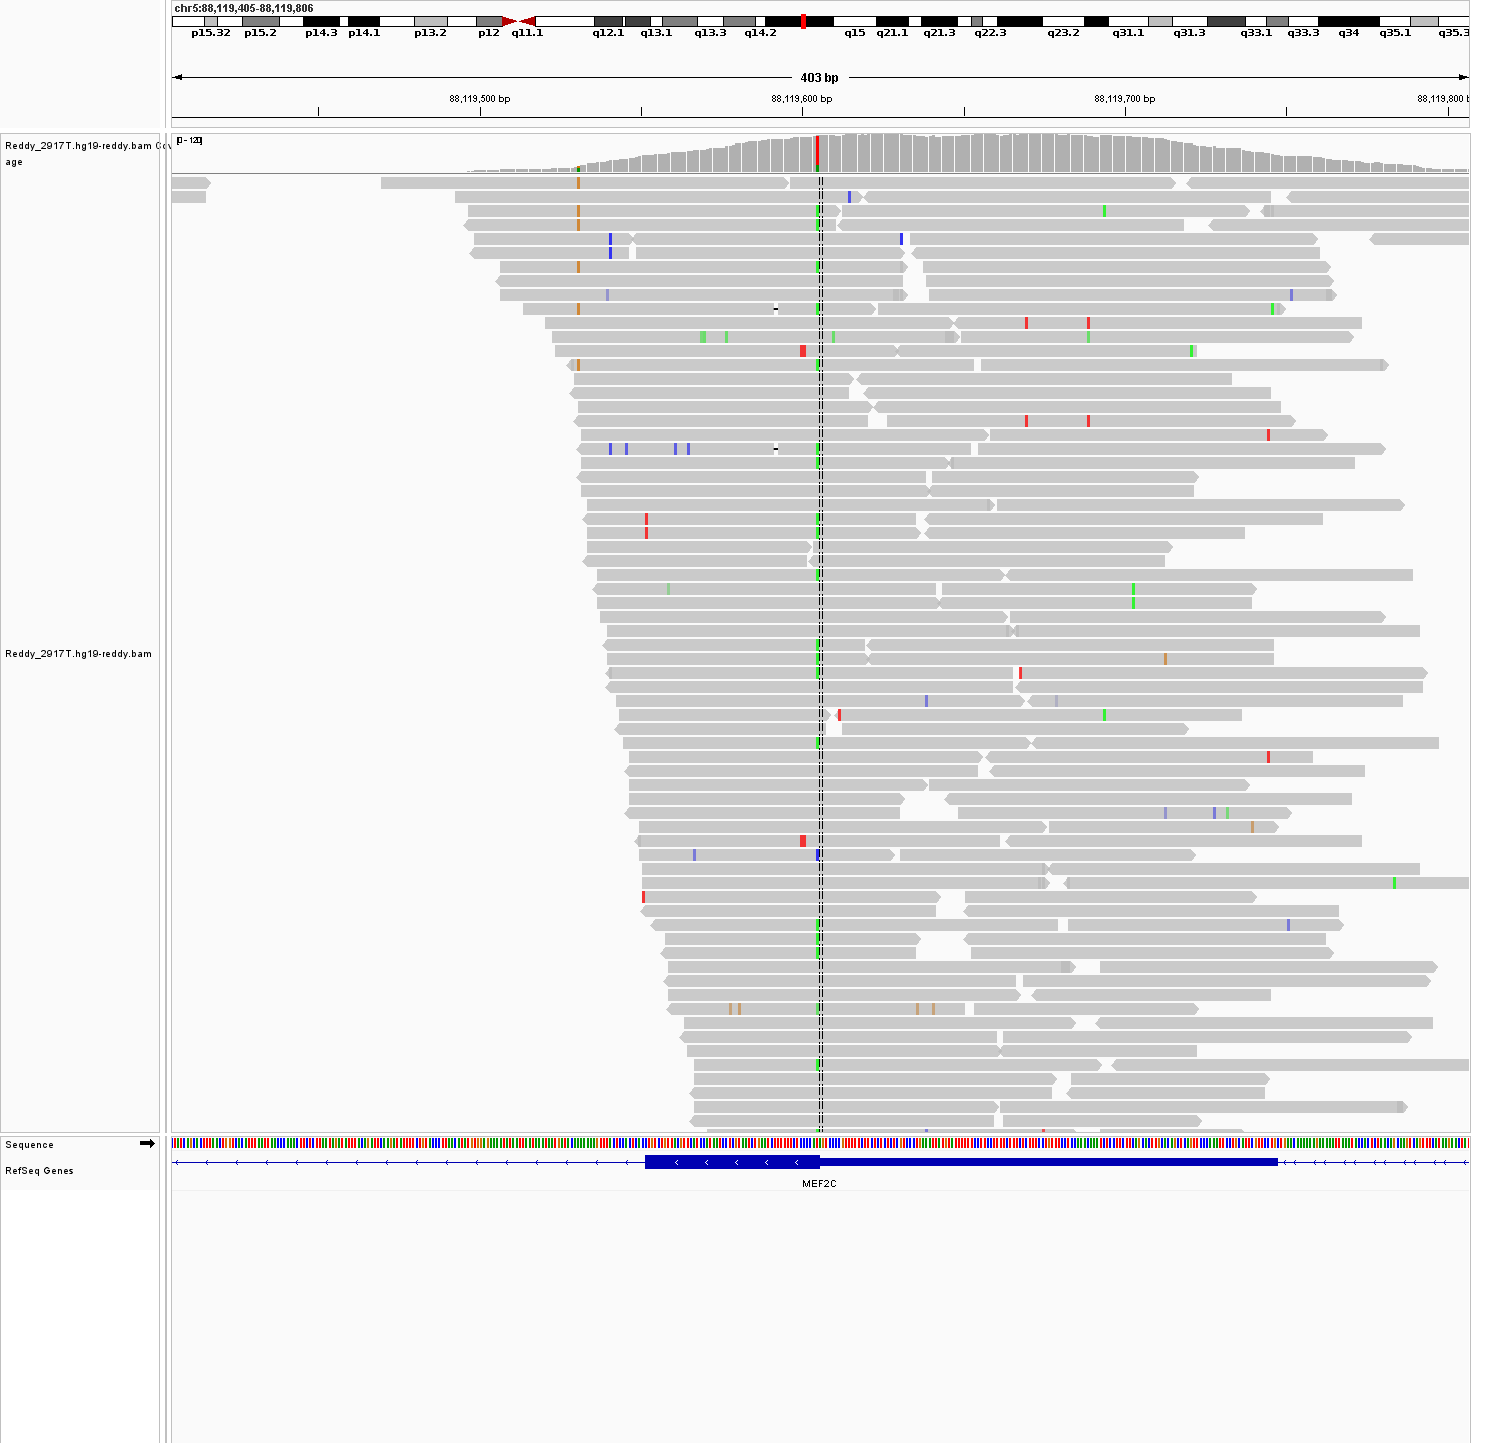 chr5:88,119,405-88,119,806
p15.32 p15.2 p14.3 p14.1 p13.2 p12 q11.1 q12.1 q13.1 q13.3 q14.2 q15 q21.1 q21.3 q22.3 q23.2 q31.1 q31.3 q33.1 q33.3 q34 q35.1 q35.3
403 bp
88,119,500 bp 88,119,600 bp 88,119,700 bp 88,119,800 b
Reddy_2917T.hg19-reddy.bam Cov
age
[0 - 120]
Reddy_2917T.hg19-reddy.bam
Sequence
RefSeq Genes
MEF2C